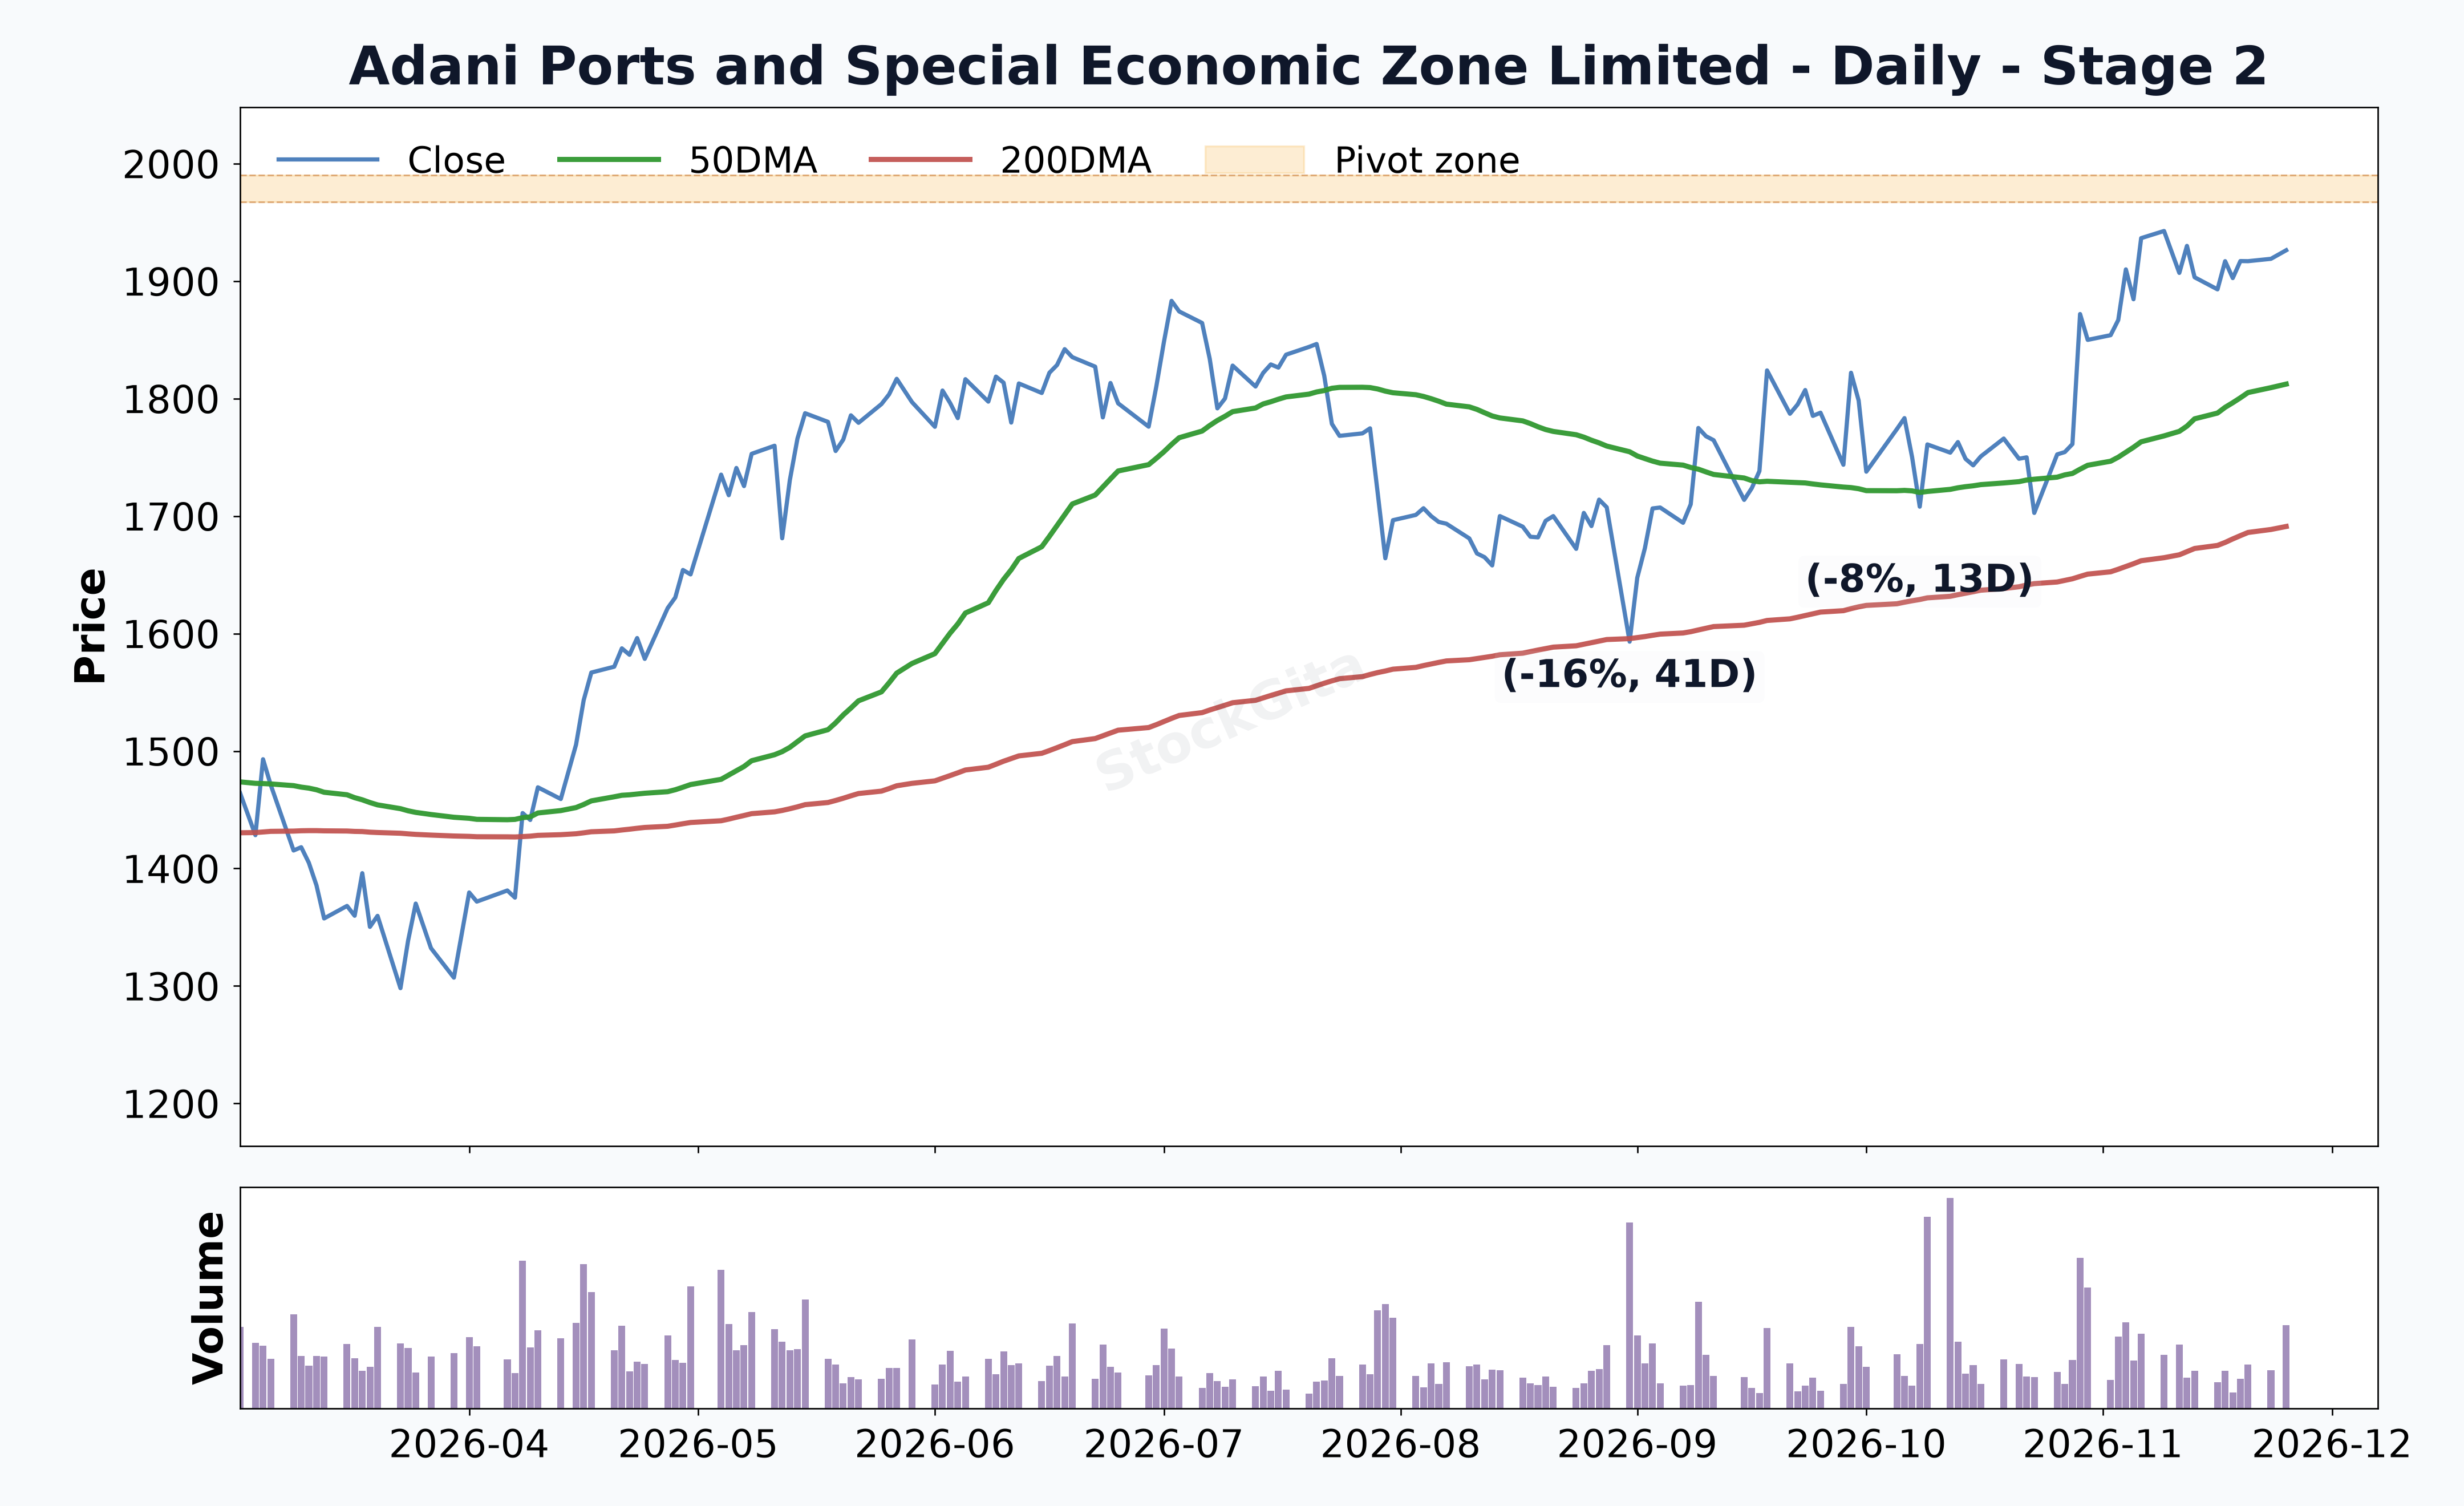 Adani Ports and Special Economic Zone Limited - Daily - Stage 2
Close 50DMA 200DMA Pivot zone
2000
1900
1800
1700
1600
1500
1400
1300
1200
Price
(-8%, 13D)
(-16%, 41D)
StockGita
Volume
2026-04 2026-05 2026-06 2026-07 2026-08 2026-09 2026-10 2026-11 2026-12